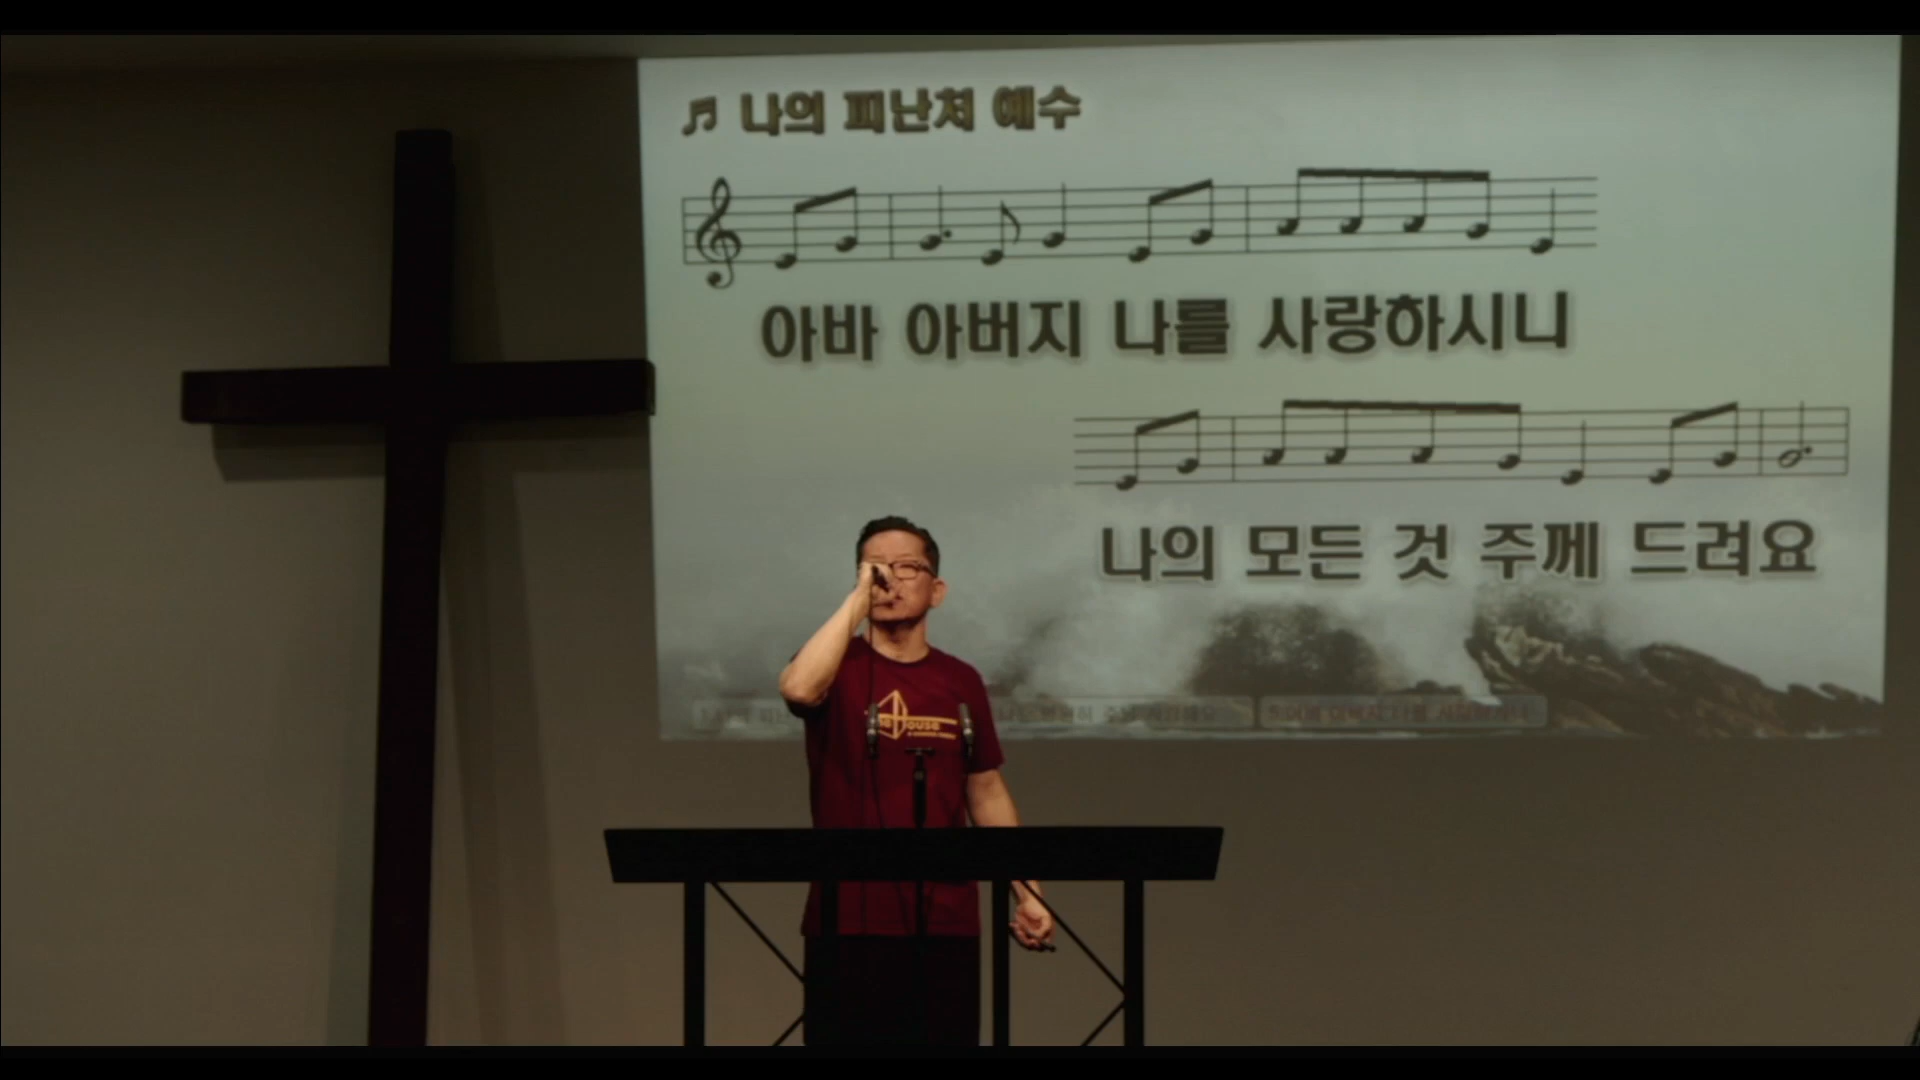 나의 피난처 예수
아바 아버지 나를 사랑하시니
나의 모든 것 주께 드려요